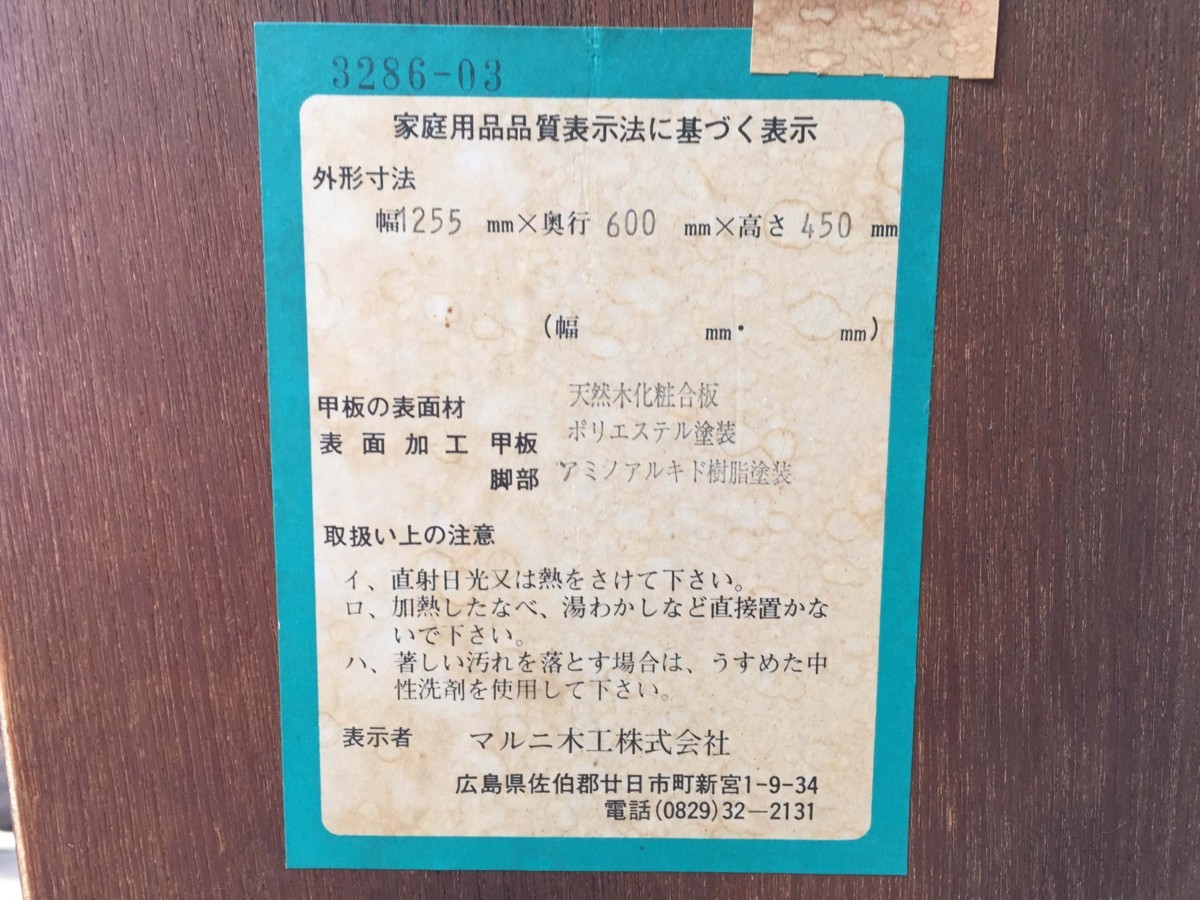 3286-03
家庭用品品質表示法に基づく表示
外形寸法
幅1255 mm×奥行 600 mm×高さ 450 mm
(幅 mm・ mm)
甲板の表面材 天然木化粧合板
表面加工 甲板 ポリエステル塗装
脚部 アミノアルキド樹脂塗装
取扱い上の注意
イ、直射日光又は熱をさけて下さい。
ロ、加熱したなべ、湯わかしなど直接置かな
いで下さい。
ハ、著しい汚れを落とす場合は、うすめた中
性洗剤を使用して下さい。
表示者 マルニ木工株式会社
広島県佐伯郡廿日市町新宮1-9-34
電話(0829)32-2131